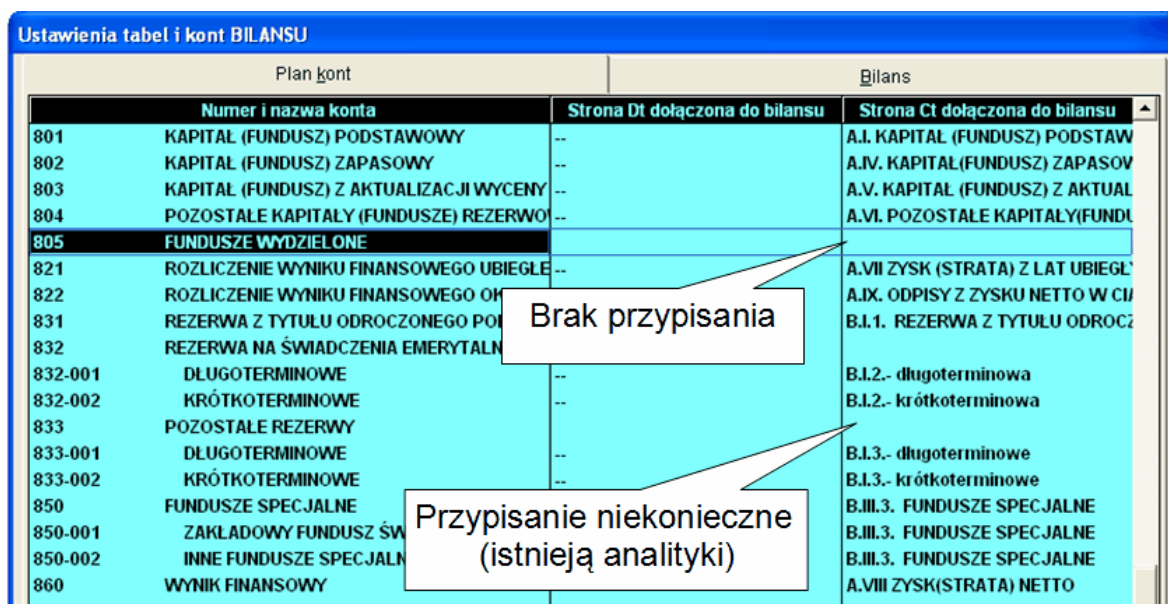 Ustawienia tabel i kont BILANSU
Plan kont Bilans
Numer i nazwa konta Strona Dt dołączona do bilansu Strona Ct dołączona do bilansu
801 KAPITAŁ (FUNDUSZ) PODSTAWOWY -- A.I. KAPITAŁ (FUNDUSZ) PODSTAW
802 KAPITAŁ (FUNDUSZ) ZAPASOWY -- A.IV. KAPITAŁ(FUNDUSZ) ZAPASOW
803 KAPITAŁ (FUNDUSZ) Z AKTUALIZACJI WYCENY -- A.V. KAPITAŁ (FUNDUSZ) Z AKTUAL
804 POZOSTAŁE KAPITAŁY (FUNDUSZE) REZERWO -- A.VI. POZOSTAŁE KAPITAŁY(FUNDU
805 FUNDUSZE WYDZIELONE
821 ROZLICZENIE WYNIKU FINANSOWEGO UBIEGŁE -- A.VII ZYSK (STRATA) Z LAT UBIEGŁ
822 ROZLICZENIE WYNIKU FINANSOWEGO OK A.IX. ODPISY Z ZYSKU NETTO W CIĄ
Brak przypisania
831 REZERWA Z TYTUŁU ODROCZONEGO POD B.I.1. REZERWA Z TYTUŁU ODROCZ
832 REZERWA NA ŚWIADCZENIA EMERYTALN
832-001 DŁUGOTERMINOWE -- B.I.2.- długoterminowa
832-002 KRÓTKOTERMINOWE -- B.I.2.- krótkoterminowa
833 POZOSTAŁE REZERWY
833-001 DŁUGOTERMINOWE -- B.I.3.- długoterminowe
833-002 KRÓTKOTERMINOWE -- B.I.3.- krótkoterminowe
850 FUNDUSZE SPECJALNE B.III.3. FUNDUSZE SPECJALNE
Przypisanie niekonieczne
(istnieją analityki)
850-001 ZAKŁADOWY FUNDUSZ ŚW B.III.3. FUNDUSZE SPECJALNE
850-002 INNE FUNDUSZE SPECJALN B.III.3. FUNDUSZE SPECJALNE
860 WYNIK FINANSOWY A.VIII ZYSK(STRATA) NETTO